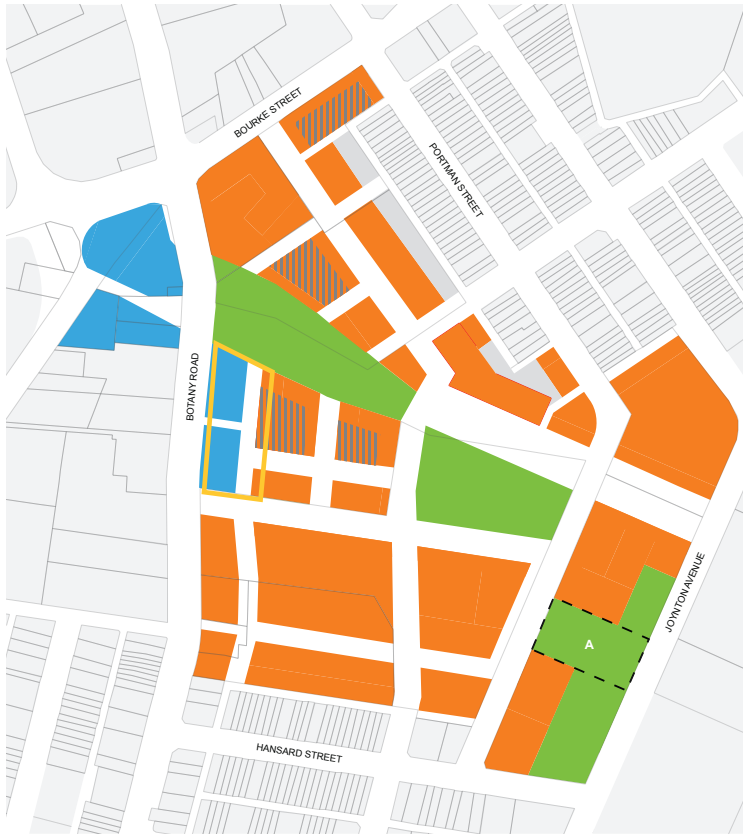 BOURKE STREET
PORTMAN STREET
BOTANY ROAD
JOYNTON AVENUE
A
HANSARD STREET